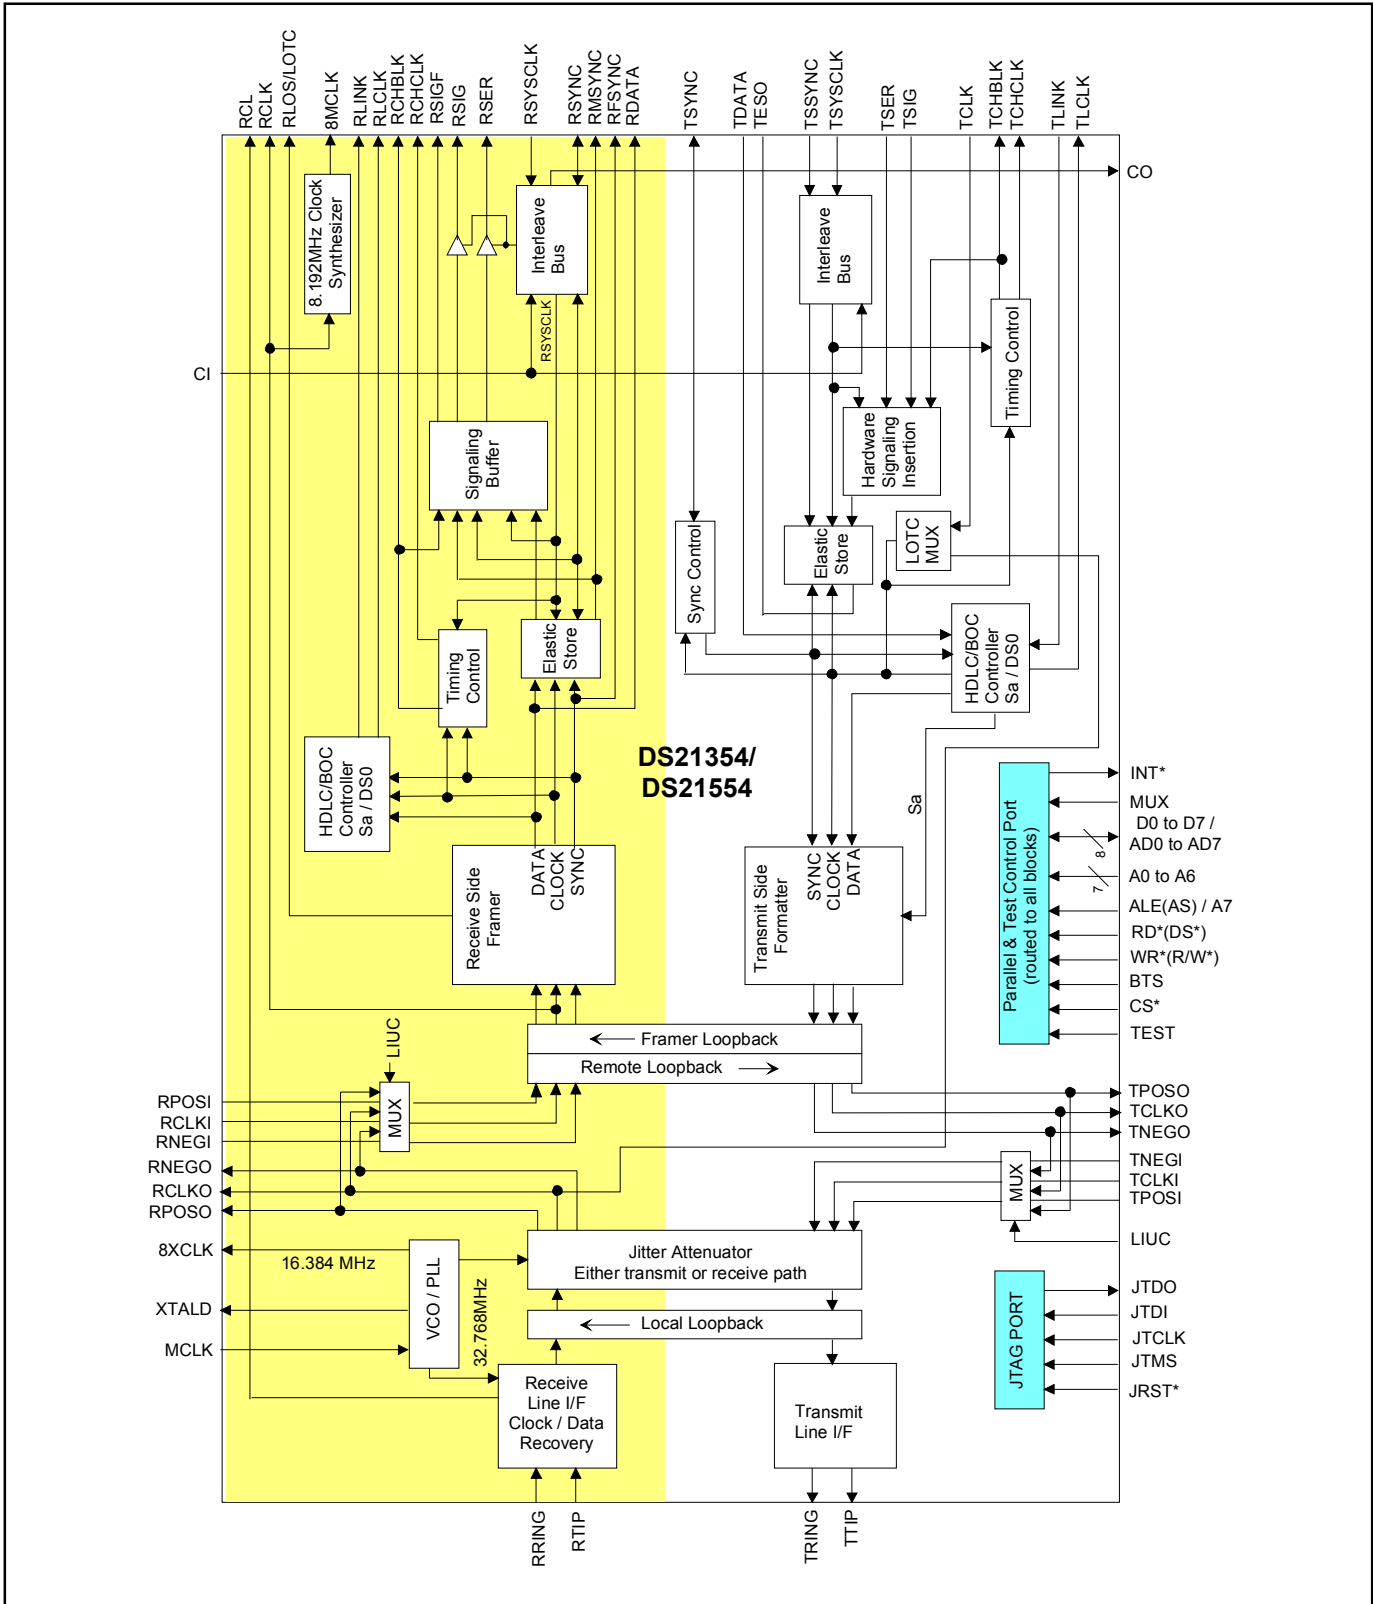 RCL
RCLK
RLOS/LOTC
8MCLK
RLINK
RLCLK
RCHBLK
RCHCLK
RSIGF
RSIG
RSER
RSYSCLK
RSYNC
RMSYNC
RFSYNC
RDATA
TSYNC
TDATA
TESO
TSSYNC
TSYSCLK
TSER
TSIG
TCLK
TCHBLK
TCHCLK
TLINK
TLCLK
CO
8.192MHz Clock
Synthesizer
Interleave
Bus
RSYSCLK
Interleave
Bus
Timing Control
CI
Signaling
Buffer
Hardware
Signaling
Insertion
LOTC
MUX
Elastic
Store
Sync Control
Timing
Control
Elastic
Store
HDLC/BOC
Controller
Sa / DS0
HDLC/BOC
Controller
Sa / DS0
DS21354/
DS21554
Sa
Receive Side
Framer
DATA
CLOCK
SYNC
Transmit Side
Formatter
SYNC
CLOCK
DATA
Parallel & Test Control Port
(routed to all blocks)
INT*
MUX
D0 to D7 /
AD0 to AD7
8
A0 to A6
7
ALE(AS) / A7
RD*(DS*)
WR*(R/W*)
BTS
CS*
TEST
Framer Loopback
Remote Loopback
LIUC
MUX
RPOSI
RCLKI
RNEGI
RNEGO
RCLKO
RPOSO
TPOSO
TCLKO
TNEGO
TNEGI
TCLKI
TPOSI
MUX
LIUC
8XCLK
16.384 MHz
XTALD
MCLK
VCO / PLL
32.768MHz
Jitter Attenuator
Either transmit or receive path
Local Loopback
Receive
Line I/F
Clock / Data
Recovery
Transmit
Line I/F
JTAG PORT
JTDO
JTDI
JTCLK
JTMS
JRST*
RRING
RTIP
TRING
TTIP